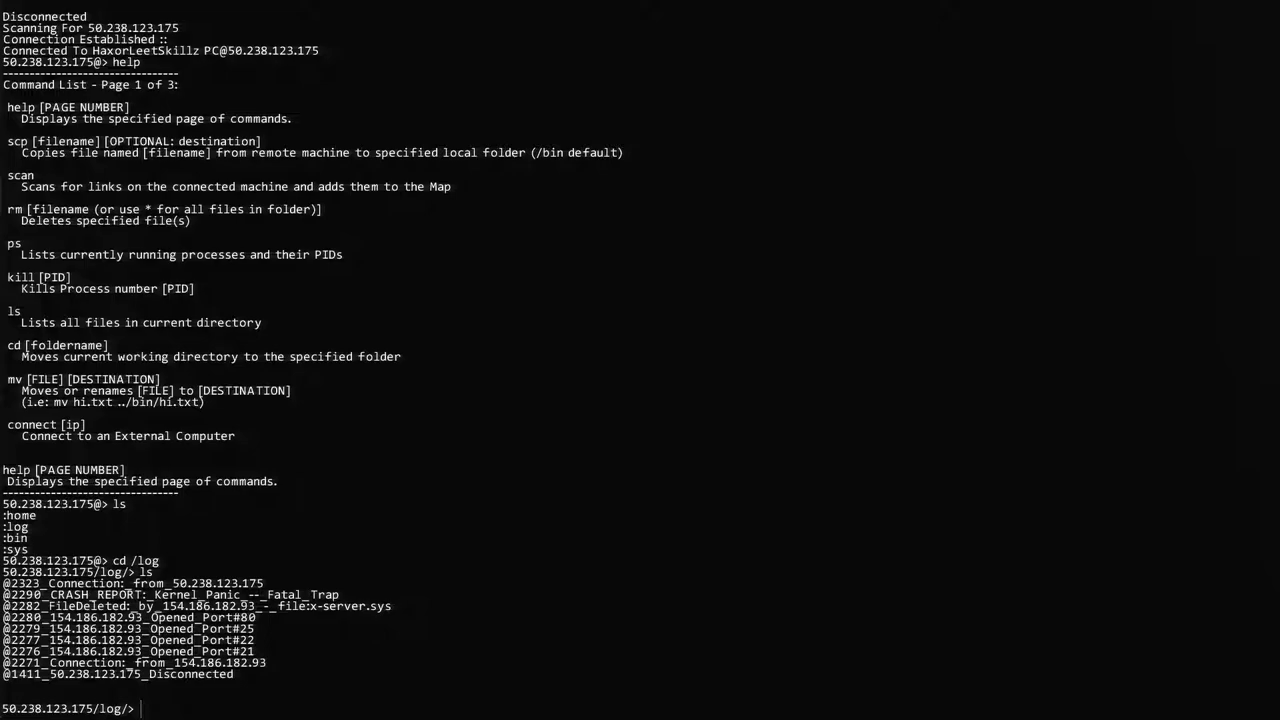 Disconnected
Scanning For 50.238.123.175
Connection Established ::
Connected To HaxorLeetSkillz PC@50.238.123.175
50.238.123.175@> help
---------------------------------
Command List - Page 1 of 3:
help [PAGE NUMBER]
Displays the specified page of commands.
scp [filename] [OPTIONAL: destination]
Copies file named [filename] from remote machine to specified local folder (/bin default)
scan
Scans for links on the connected machine and adds them to the Map
rm [filename (or use * for all files in folder)]
Deletes specified file(s)
ps
Lists currently running processes and their PIDs
kill [PID]
Kills Process number [PID]
ls
Lists all files in current directory
cd [foldername]
Moves current working directory to the specified folder
mv [FILE] [DESTINATION]
Moves or renames [FILE] to [DESTINATION]
(i.e: mv hi.txt ../bin/hi.txt)
connect [ip]
Connect to an External Computer
help [PAGE NUMBER]
Displays the specified page of commands.
---------------------------------
50.238.123.175@> ls
:home
:log
:bin
:sys
50.238.123.175@> cd /log
50.238.123.175/log/> ls
@2323_Connection:_from_50.238.123.175
@2290_CRASH_REPORT:_Kernel_Panic_--_Fatal_Trap
@2282_FileDeleted:_by_154.186.182.93_-_file:x-server.sys
@2280_154.186.182.93_Opened_Port#80
@2279_154.186.182.93_Opened_Port#25
@2277_154.186.182.93_Opened_Port#22
@2276_154.186.182.93_Opened_Port#21
@2271_Connection:_from_154.186.182.93
@1411_50.238.123.175_Disconnected
50.238.123.175/log/>